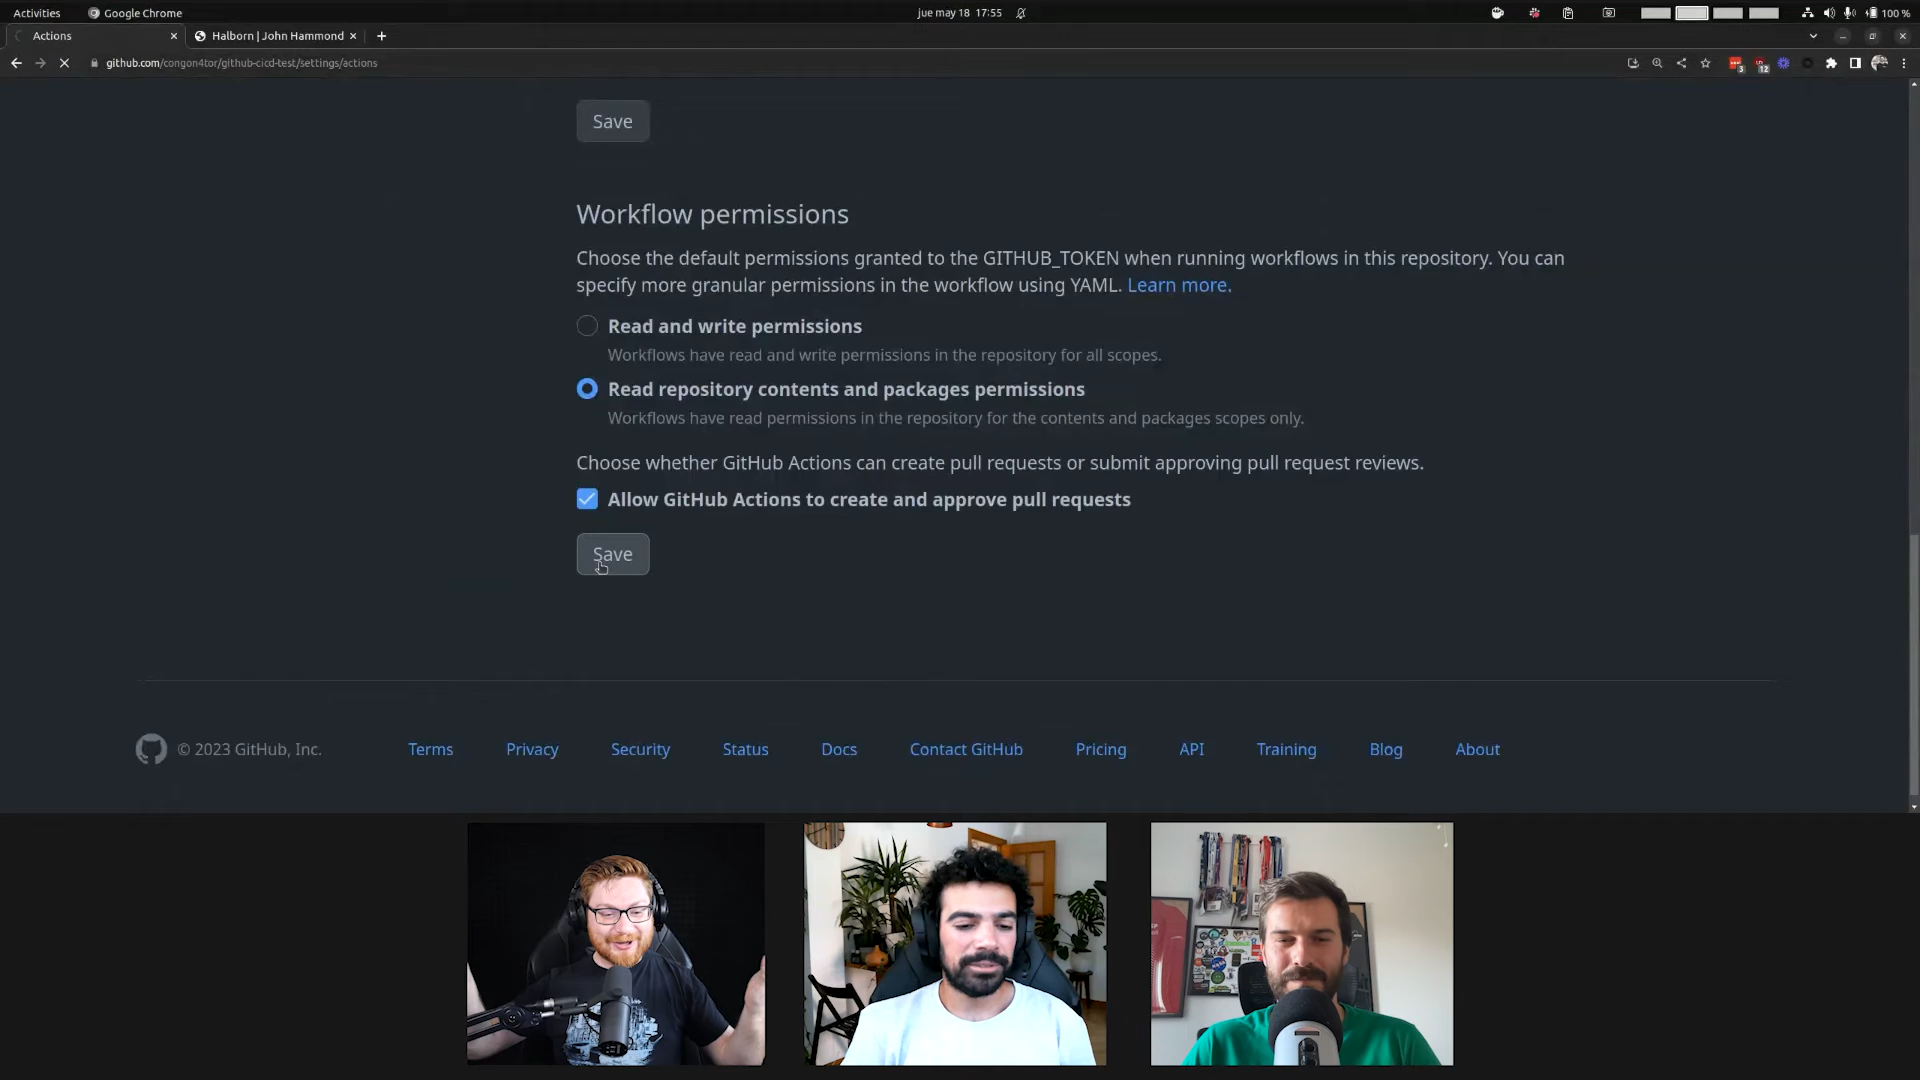 Activities
Google Chrome
jue may 18 17:55
100 %
Actions
Halborn | John Hammond
github.com/congon4tor/github-cicd-test/settings/actions
3
12
Save
Workflow permissions
Choose the default permissions granted to the GITHUB_TOKEN when running workflows in this repository. You can
specify more granular permissions in the workflow using YAML. Learn more.
Read and write permissions
Workflows have read and write permissions in the repository for all scopes.
Read repository contents and packages permissions
Workflows have read permissions in the repository for the contents and packages scopes only.
Choose whether GitHub Actions can create pull requests or submit approving pull request reviews.
Allow GitHub Actions to create and approve pull requests
Save
© 2023 GitHub, Inc.
Terms
Privacy
Security
Status
Docs
Contact GitHub
Pricing
API
Training
Blog
About